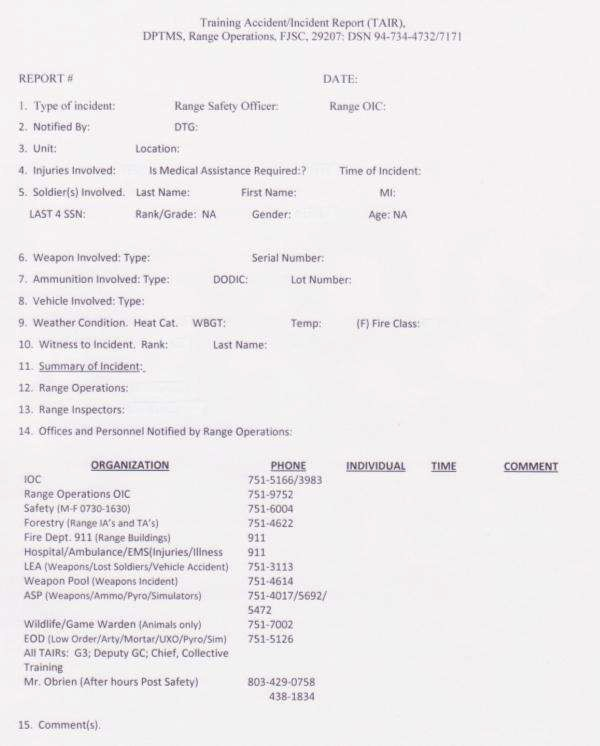 Training Accident/Incident Report (TAIR),
DPTMS, Range Operations, FJSC, 29207: DSN 94-734-4732/7171
REPORT # DATE:
1. Type of incident: Range Safety Officer: Range OIC:
2. Notified By: DTG:
3. Unit: Location:
4. Injuries Involved: Is Medical Assistance Required:? Time of Incident:
5. Soldier(s) Involved. Last Name: First Name: MI:
LAST 4 SSN: Rank/Grade: NA Gender: Age: NA
6. Weapon Involved: Type: Serial Number:
7. Ammunition Involved: Type: DODIC: Lot Number:
8. Vehicle Involved: Type:
9. Weather Condition. Heat Cat. WBGT: Temp: (F) Fire Class:
10. Witness to Incident. Rank: Last Name:
11. Summary of Incident:
12. Range Operations:
13. Range Inspectors:
14. Offices and Personnel Notified by Range Operations:
ORGANIZATION PHONE INDIVIDUAL TIME COMMENT
IOC 751-5166/3983
Range Operations OIC 751-9752
Safety (M-F 0730-1630) 751-6004
Forestry (Range IA's and TA's) 751-4622
Fire Dept. 911 (Range Buildings) 911
Hospital/Ambulance/EMS(Injuries/Illness 911
LEA (Weapons/Lost Soldiers/Vehicle Accident) 751-3113
Weapon Pool (Weapons Incident) 751-4614
ASP (Weapons/Ammo/Pyro/Simulators) 751-4017/5692/
5472
Wildlife/Game Warden (Animals only) 751-7002
EOD (Low Order/Arty/Mortar/UXO/Pyro/Sim) 751-5126
All TAIRs: G3; Deputy GC; Chief, Collective
Training
Mr. Obrien (After hours Post Safety) 803-429-0758
438-1834
15. Comment(s).